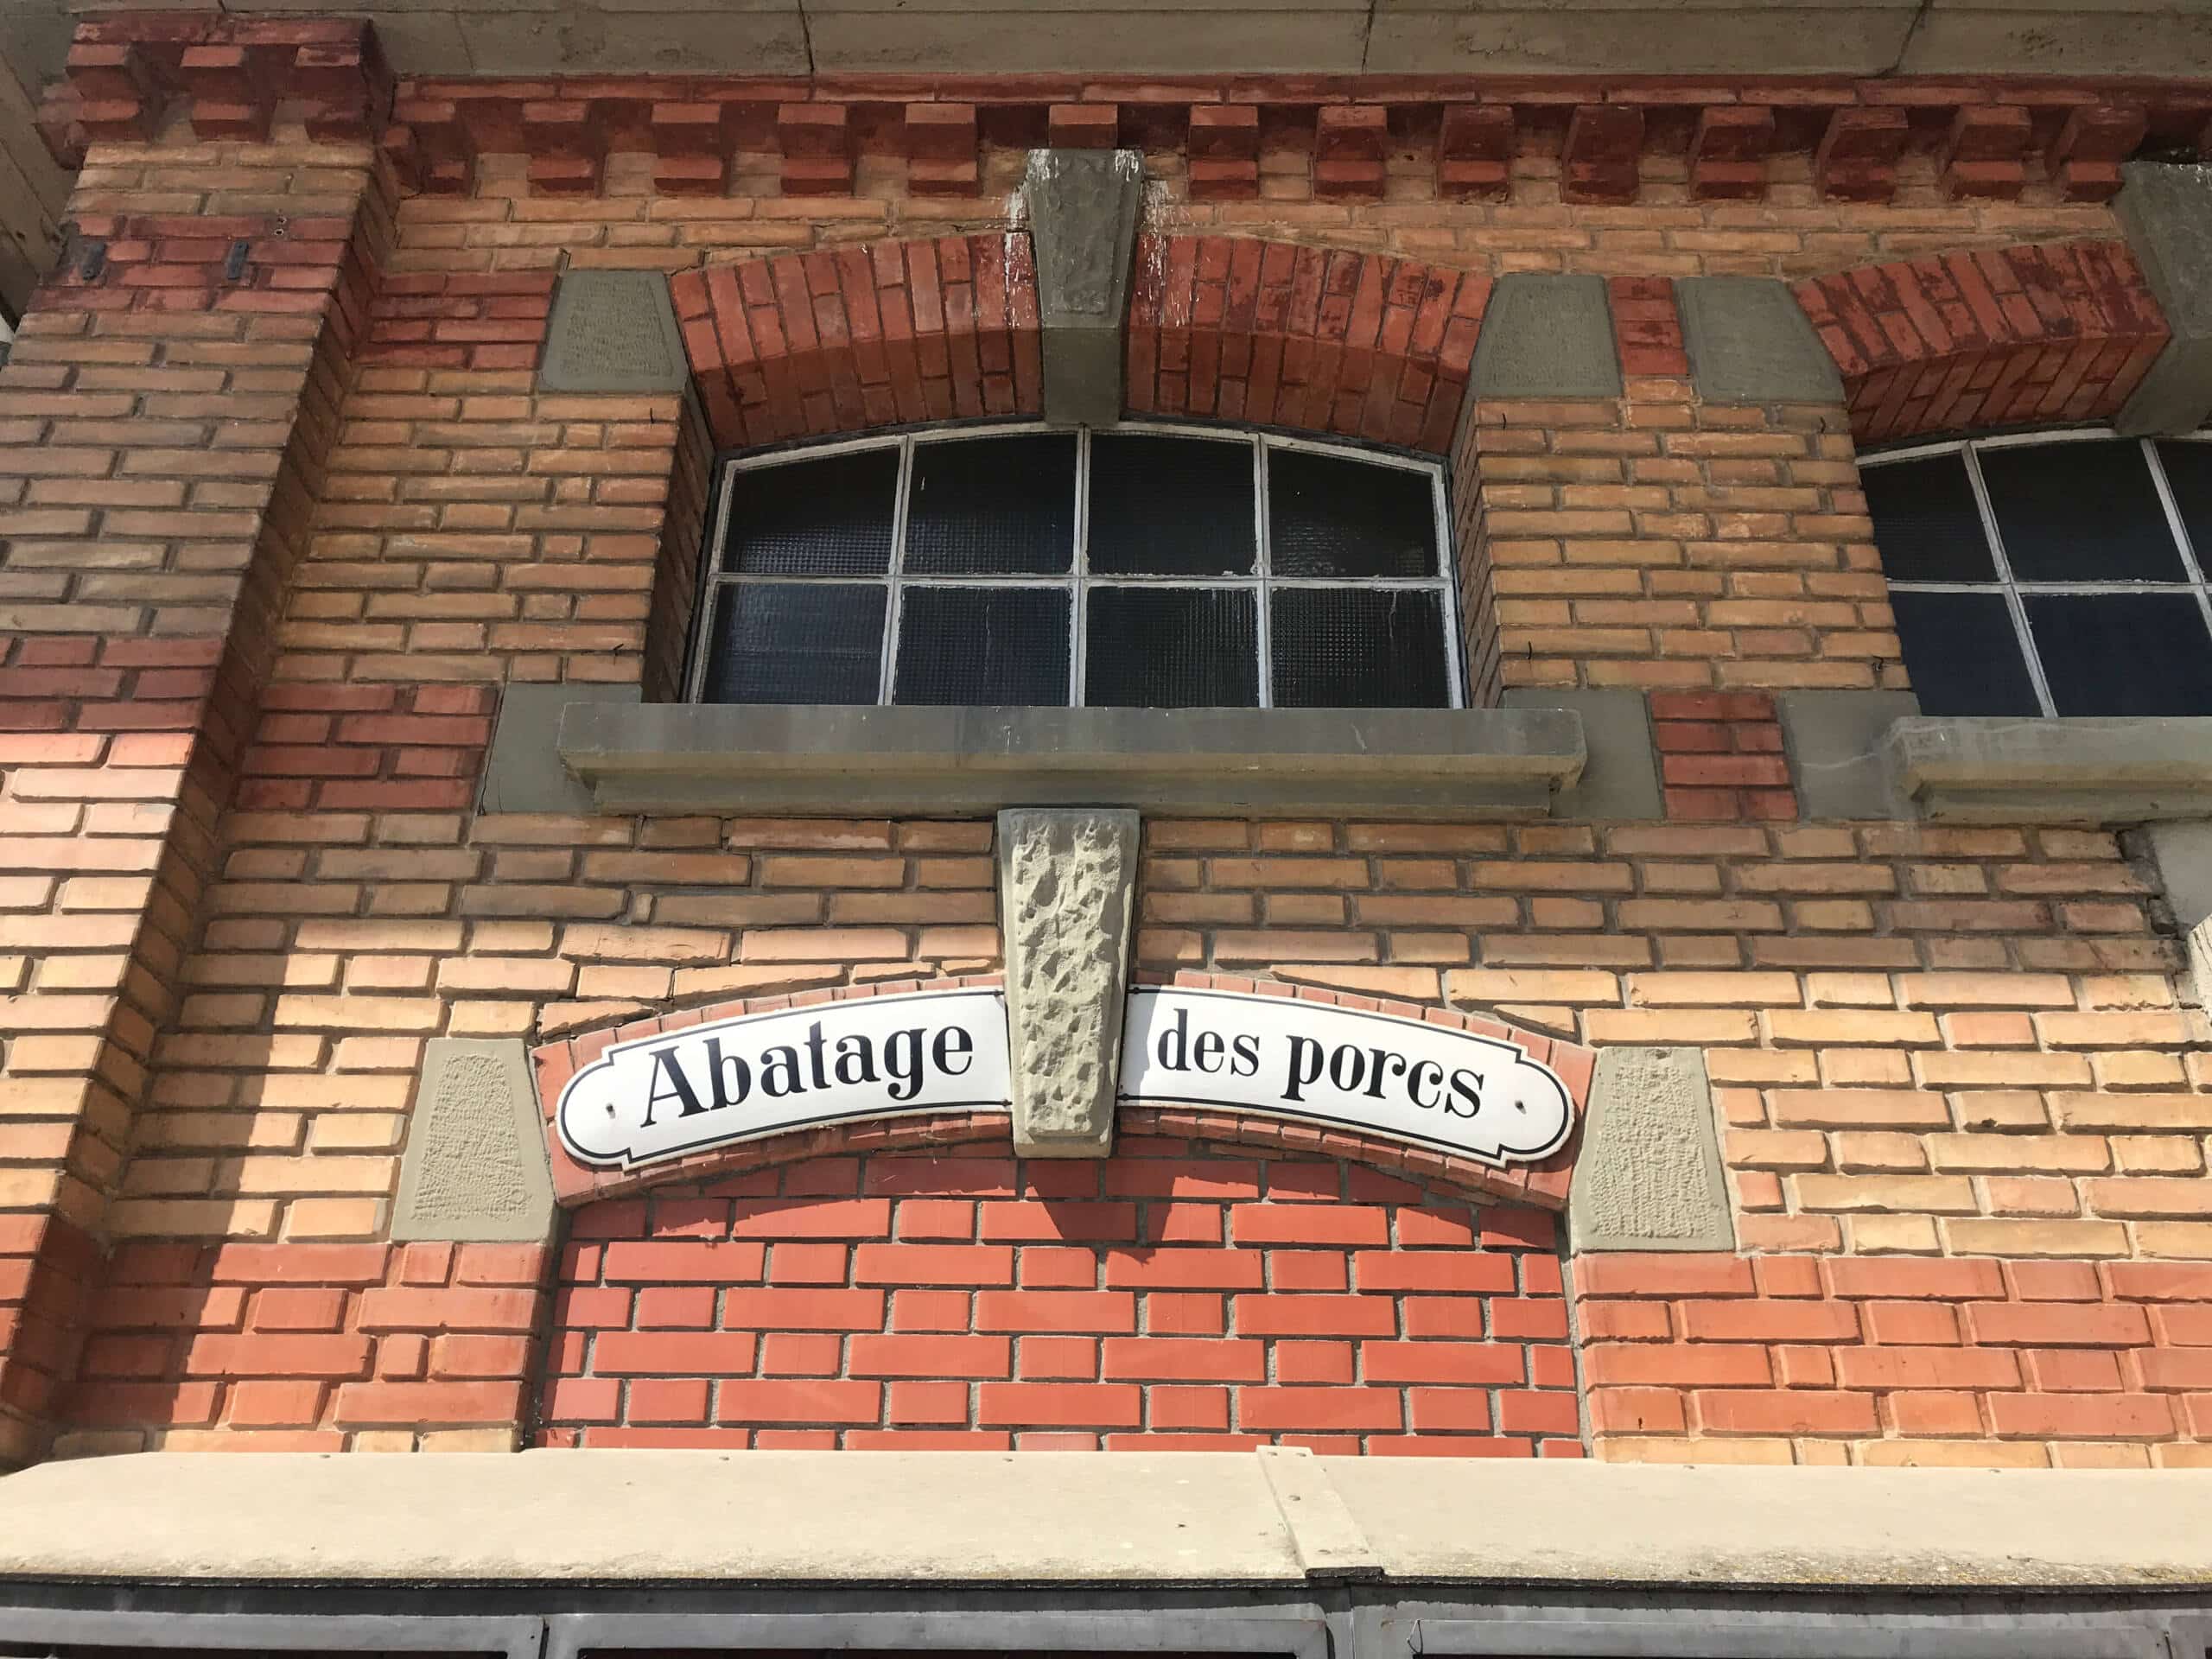 Abatage des porcs